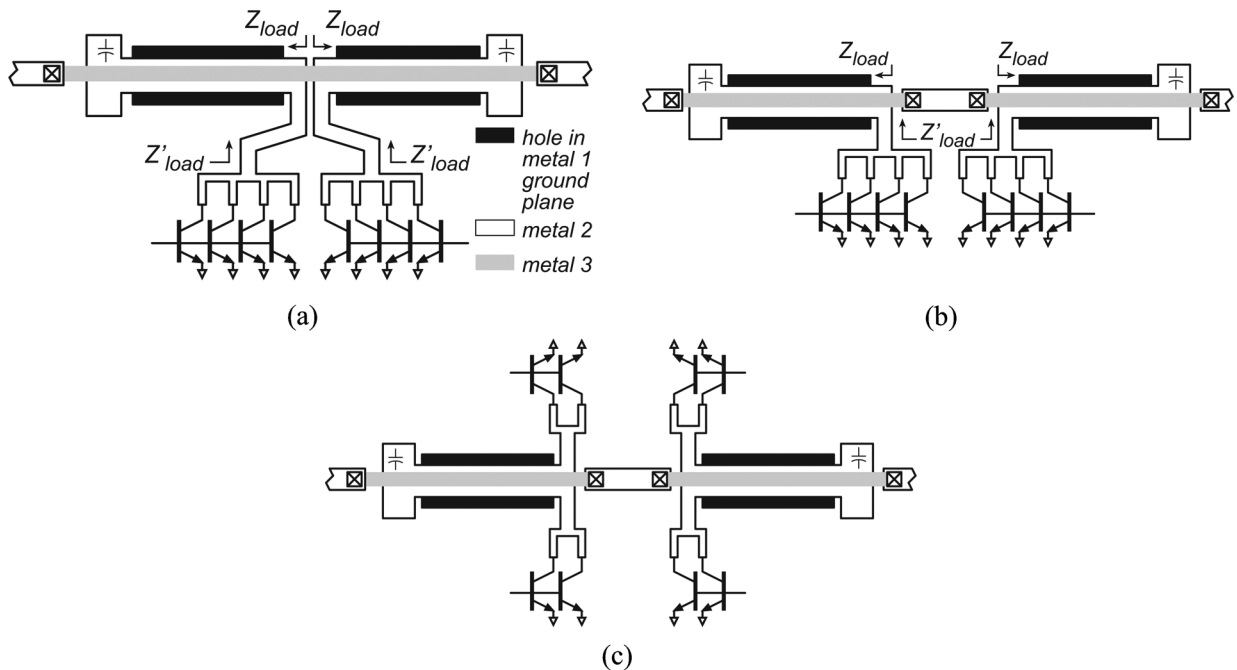 Z_load Z_load
Z'_load Z'_load
hole in
metal 1
ground
plane
metal 2
metal 3
(a)
Z_load Z_load
Z'_load
(b)
(c)